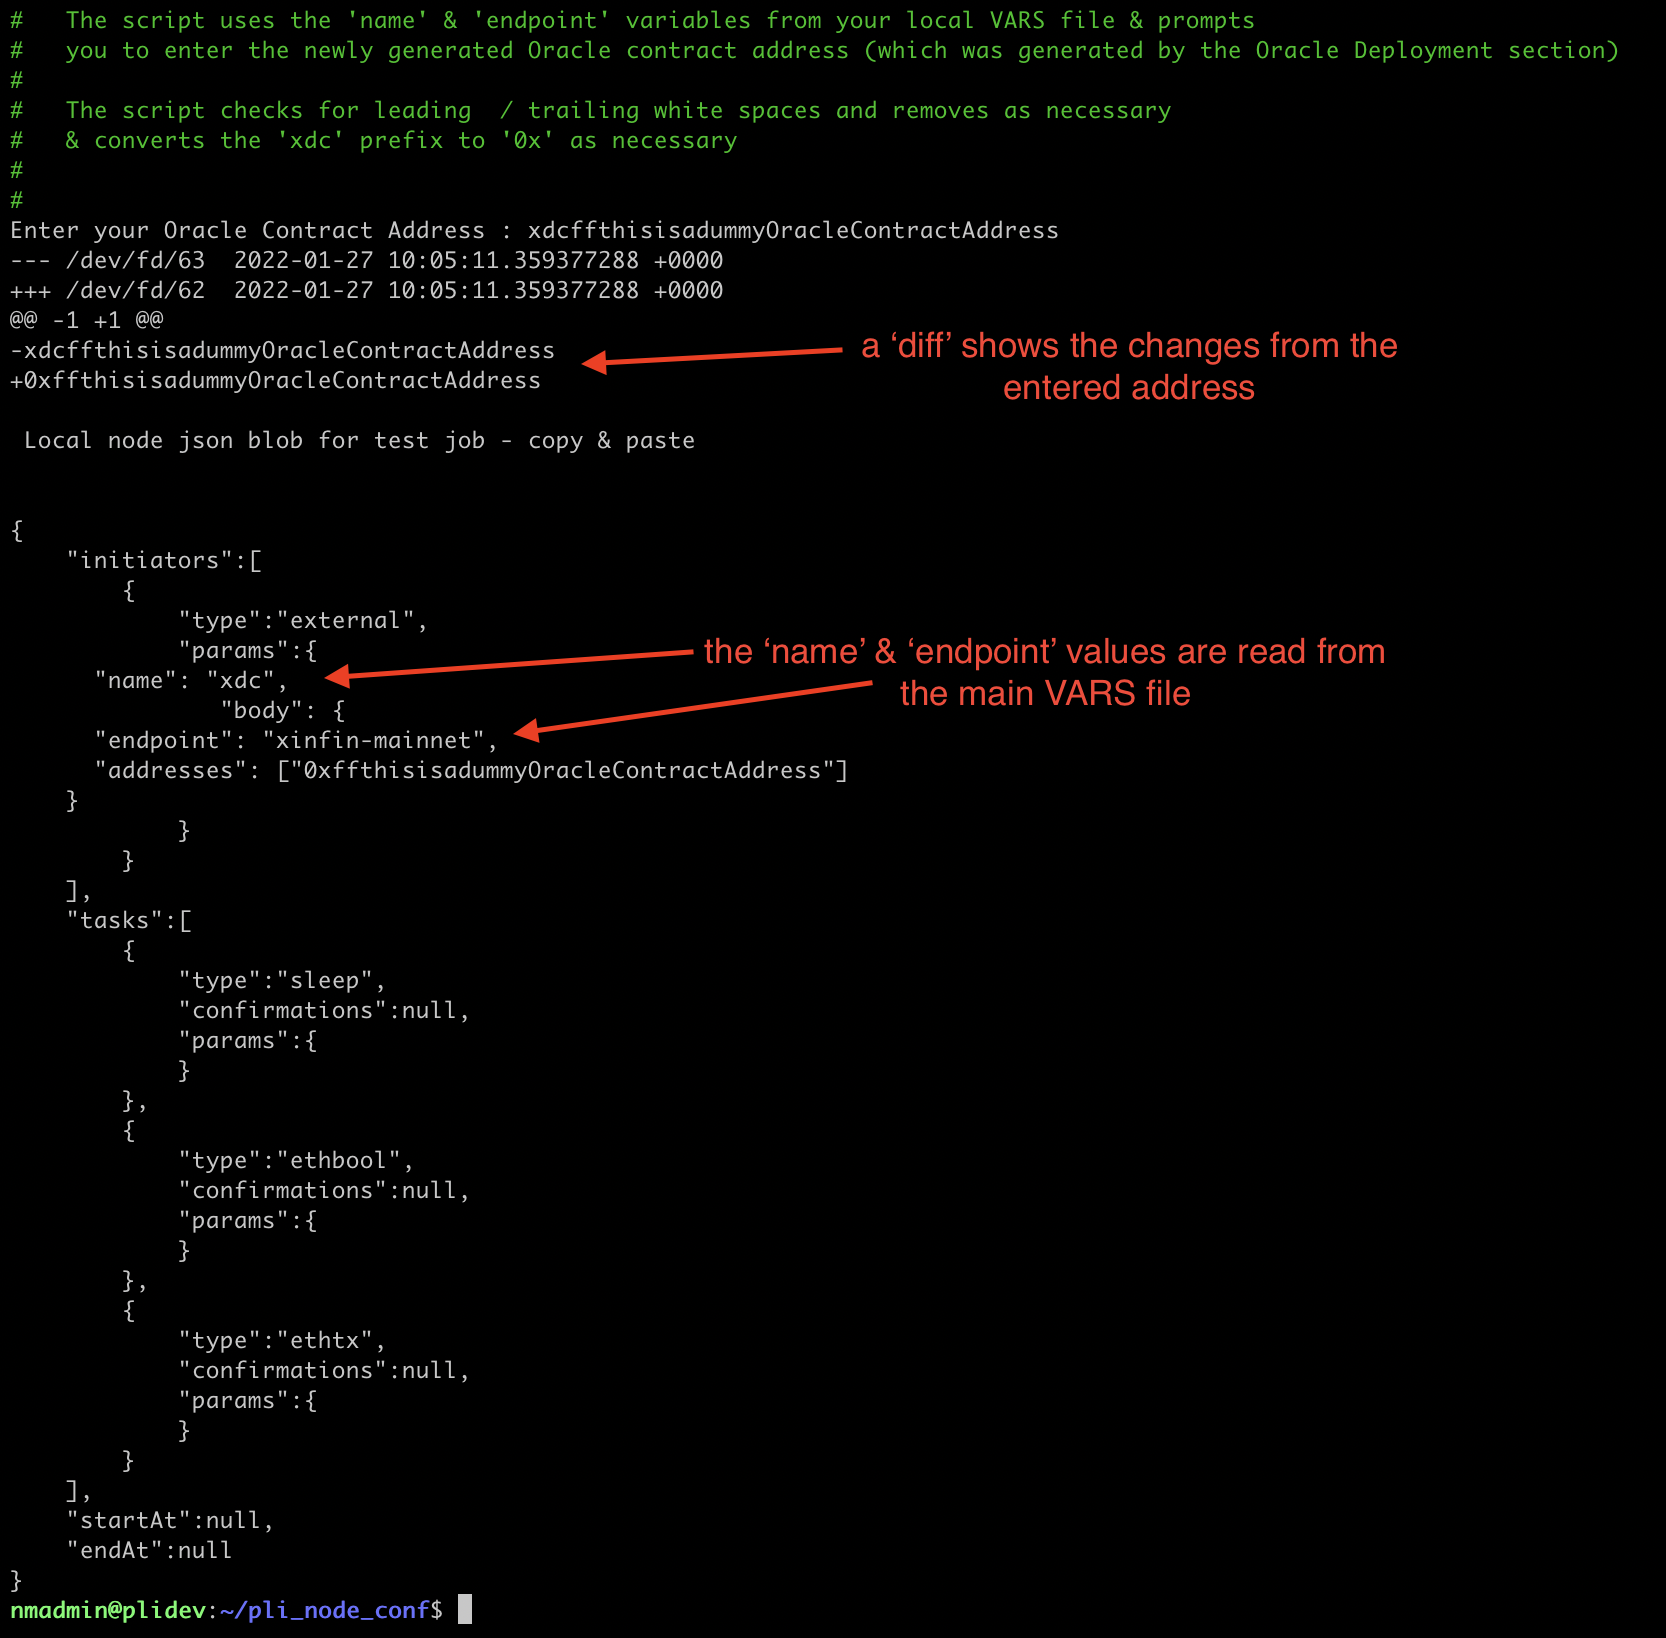 #   The script uses the 'name' & 'endpoint' variables from your local VARS file & prompts
#   you to enter the newly generated Oracle contract address (which was generated by the Oracle Deployment section)
#
#   The script checks for leading  / trailing white spaces and removes as necessary
#   & converts the 'xdc' prefix to '0x' as necessary
#
#
Enter your Oracle Contract Address : xdcffthisisadummyOracleContractAddress
--- /dev/fd/63  2022-01-27 10:05:11.359377288 +0000
+++ /dev/fd/62  2022-01-27 10:05:11.359377288 +0000
@@ -1 +1 @@
-xdcffthisisadummyOracleContractAddress
+0xffthisisadummyOracleContractAddress
a ‘diff’ shows the changes from the
entered address
 Local node json blob for test job - copy & paste
{
    "initiators":[
        {
            "type":"external",
            "params":{
      "name": "xdc",
               "body": {
      "endpoint": "xinfin-mainnet",
      "addresses": ["0xffthisisadummyOracleContractAddress"]
the ‘name’ & ‘endpoint’ values are read from
the main VARS file
    }
            }
        }
    ],
    "tasks":[
        {
            "type":"sleep",
            "confirmations":null,
            "params":{
            }
        },
        {
            "type":"ethbool",
            "confirmations":null,
            "params":{
            }
        },
        {
            "type":"ethtx",
            "confirmations":null,
            "params":{
            }
        }
    ],
    "startAt":null,
    "endAt":null
}
nmadmin@plidev:~/pli_node_conf$